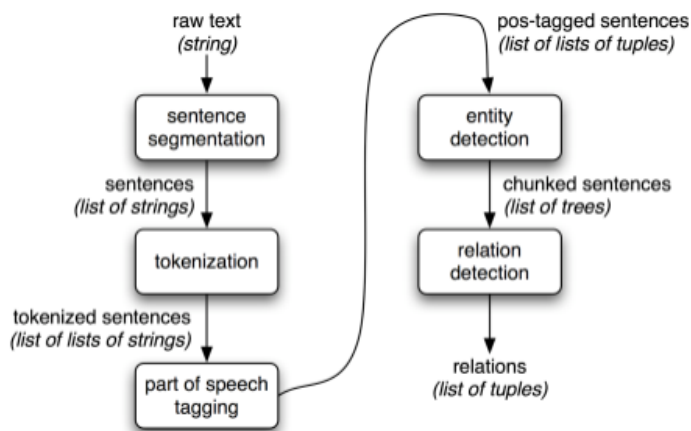 raw text
(string)
sentence
segmentation
sentences
(list of strings)
tokenization
tokenized sentences
(list of lists of strings)
part of speech
tagging
pos-tagged sentences
(list of lists of tuples)
entity
detection
chunked sentences
(list of trees)
relation
detection
relations
(list of tuples)